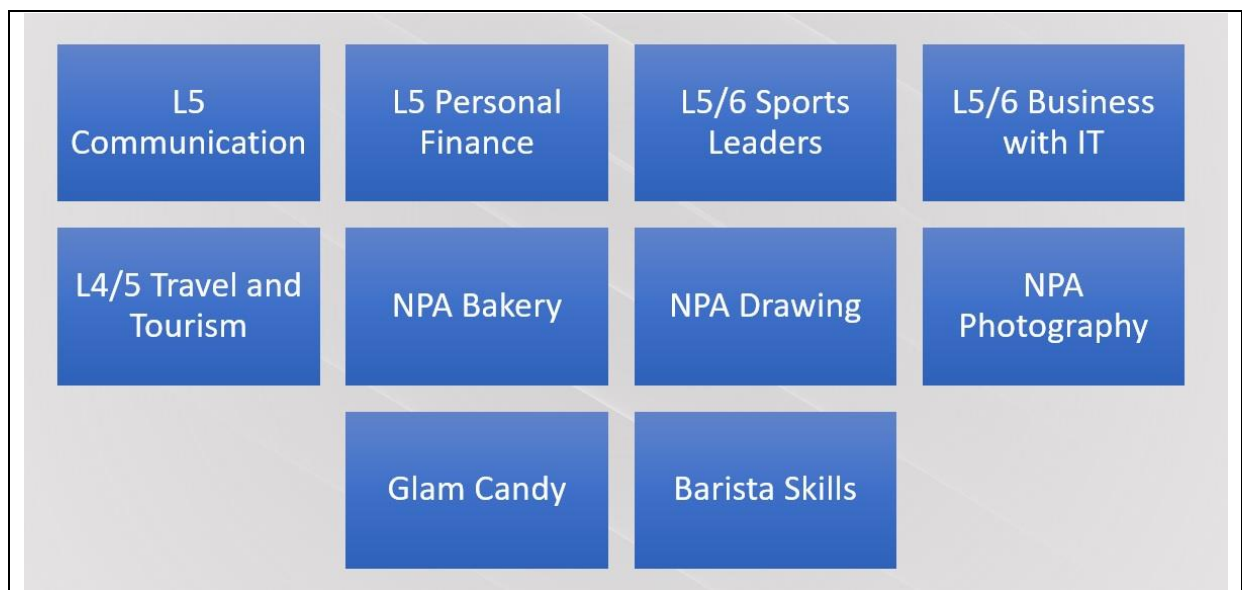 L5
Communication
L5 Personal
Finance
L5/6 Sports
Leaders
L5/6 Business
with IT
L4/5 Travel and
Tourism
NPA Bakery
NPA Drawing
NPA
Photography
Glam Candy
Barista Skills